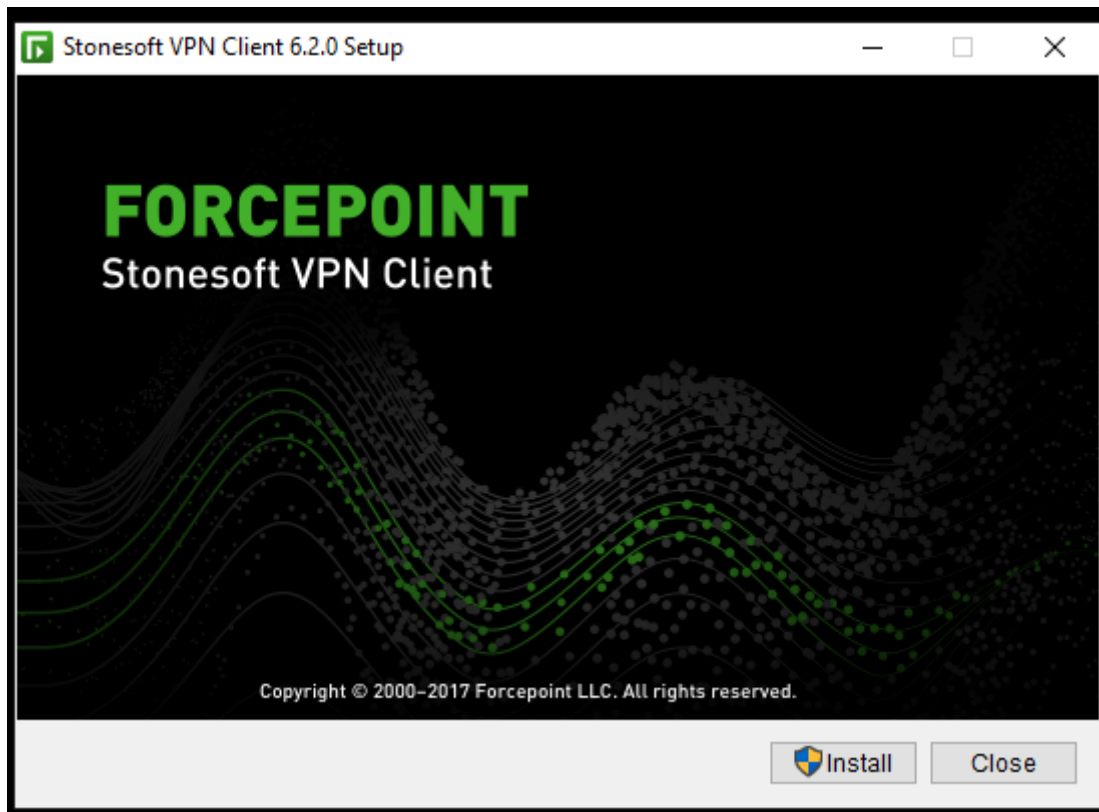 Stonesoft VPN Client 6.2.0 Setup
FORCEPOINT
Stonesoft VPN Client
Copyright © 2000–2017 Forcepoint LLC. All rights reserved.
Install Close